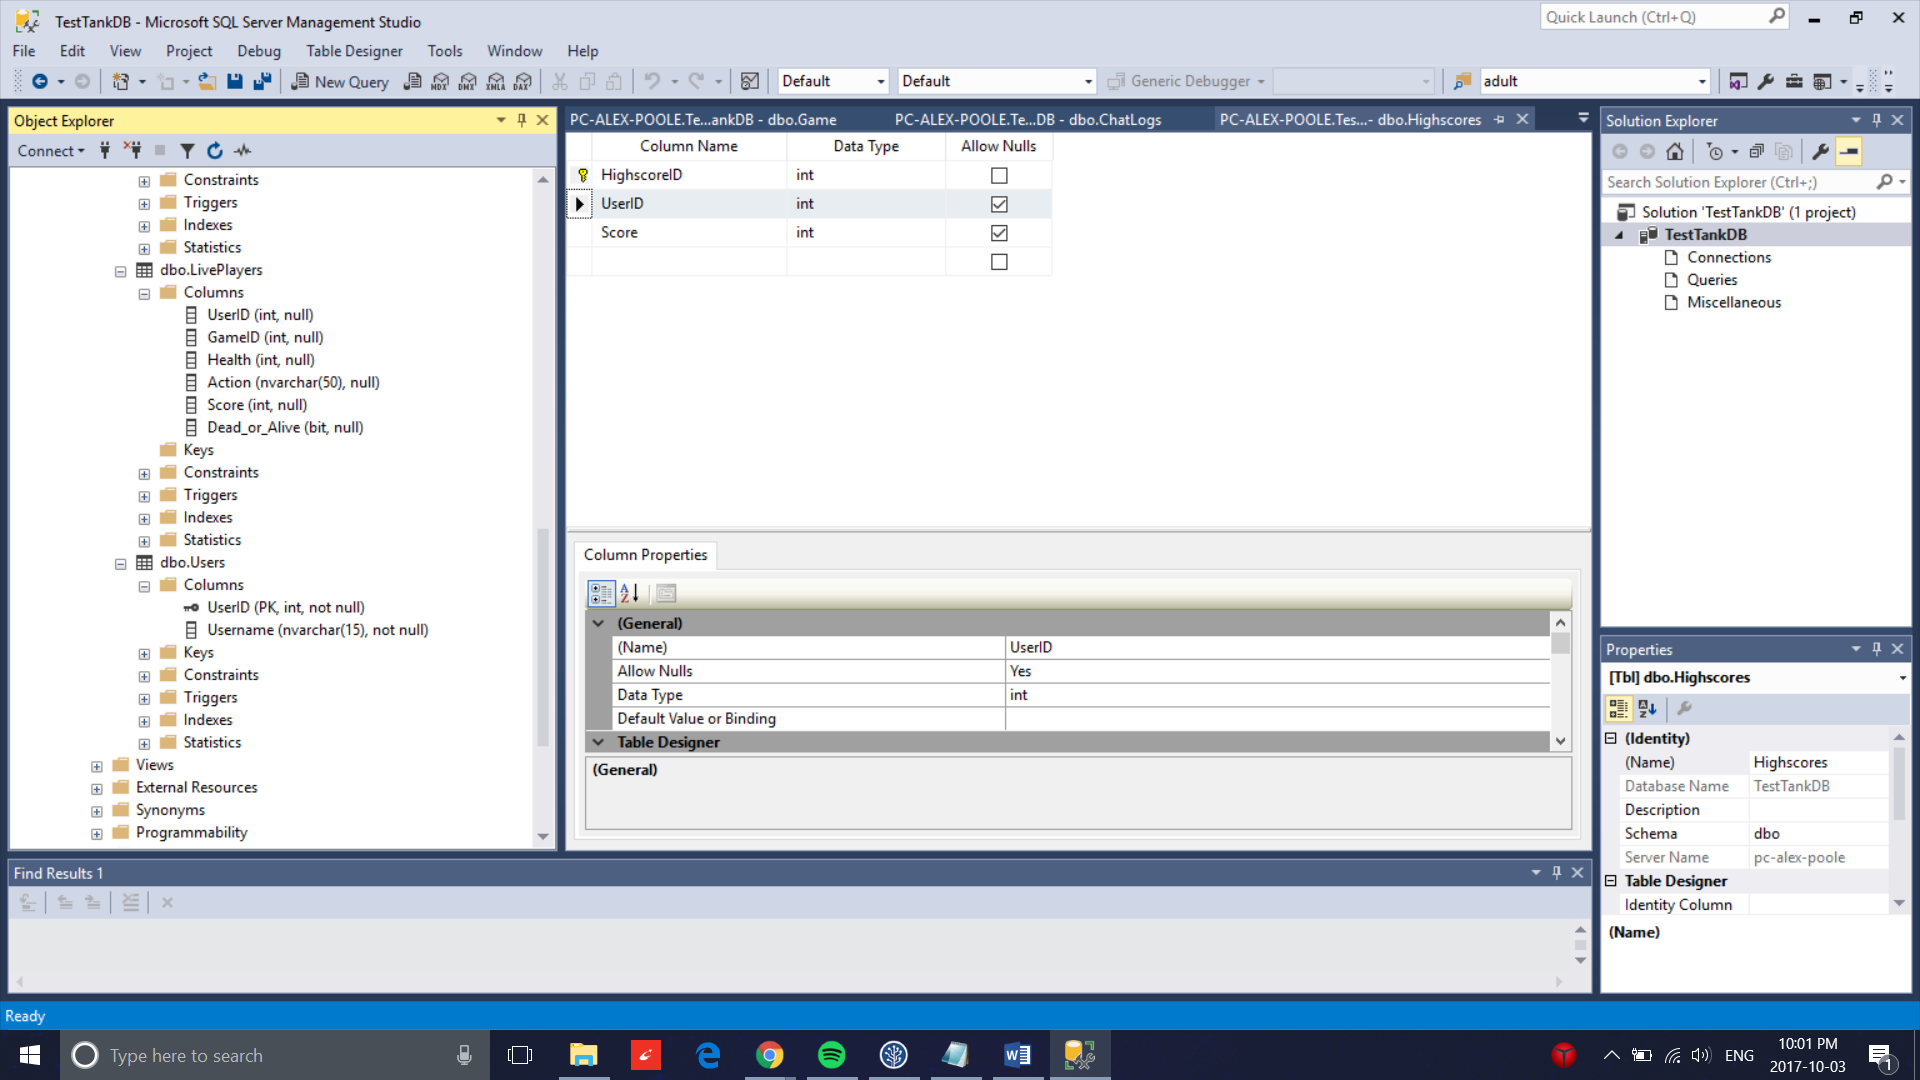 TestTankDB - Microsoft SQL Server Management Studio
Quick Launch (Ctrl+Q)
File Edit View Project Debug Table Designer Tools Window Help
New Query MDX DMX XMLA DAX Default Default Generic Debugger adult
Object Explorer
Connect
Constraints
Triggers
Indexes
Statistics
dbo.LivePlayers
Columns
UserID (int, null)
GameID (int, null)
Health (int, null)
Action (nvarchar(50), null)
Score (int, null)
Dead_or_Alive (bit, null)
Keys
Constraints
Triggers
Indexes
Statistics
dbo.Users
Columns
UserID (PK, int, not null)
Username (nvarchar(15), not null)
Keys
Constraints
Triggers
Indexes
Statistics
Views
External Resources
Synonyms
Programmability
PC-ALEX-POOLE.Te...ankDB - dbo.Game PC-ALEX-POOLE.Te...DB - dbo.ChatLogs PC-ALEX-POOLE.Tes...- dbo.Highscores
Column Name Data Type Allow Nulls
HighscoreID int
UserID int
Score int
Column Properties
(General)
(Name) UserID
Allow Nulls Yes
Data Type int
Default Value or Binding
Table Designer
(General)
Solution Explorer
Search Solution Explorer (Ctrl+;)
Solution 'TestTankDB' (1 project)
TestTankDB
Connections
Queries
Miscellaneous
Properties
[Tbl] dbo.Highscores
(Identity)
(Name) Highscores
Database Name TestTankDB
Description
Schema dbo
Server Name pc-alex-poole
Table Designer
Identity Column
(Name)
Find Results 1
Ready
Type here to search
ENG
10:01 PM
2017-10-03
1